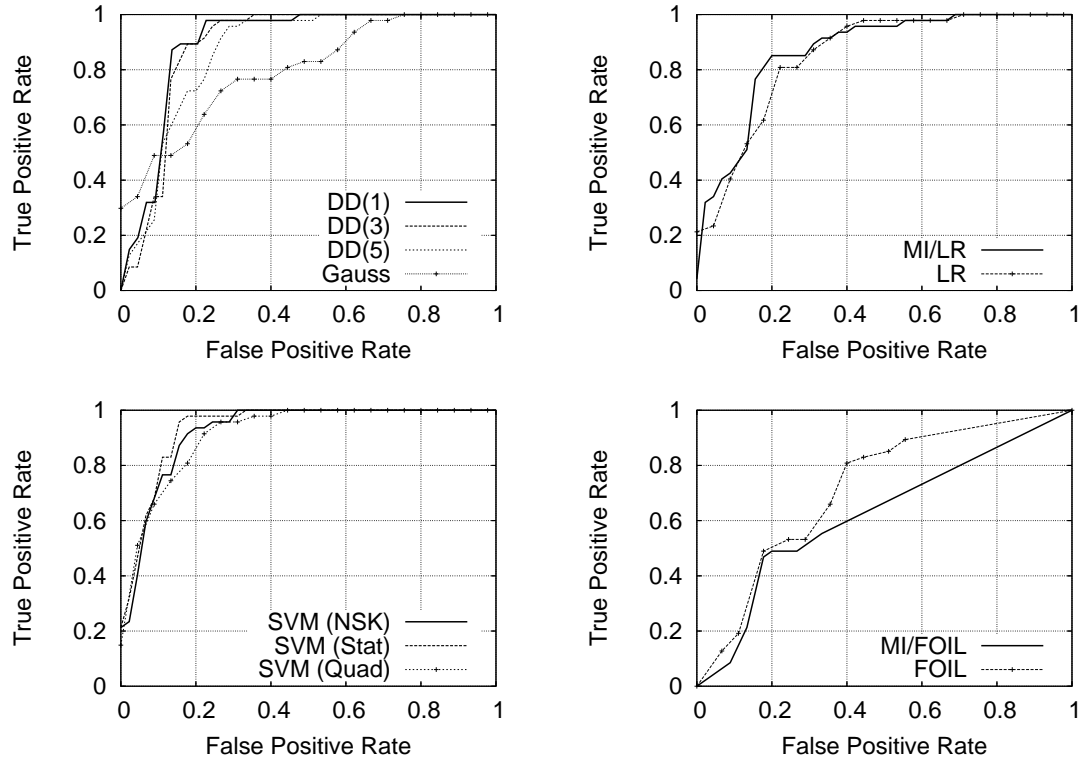 1
0.8
0.6
0.4
0.2
0
0 0.2 0.4 0.6 0.8 1
True Positive Rate
False Positive Rate
DD(1)
DD(3)
DD(5)
Gauss
1
0.8
0.6
0.4
0.2
0
0 0.2 0.4 0.6 0.8 1
True Positive Rate
False Positive Rate
MI/LR
LR
1
0.8
0.6
0.4
0.2
0
0 0.2 0.4 0.6 0.8 1
True Positive Rate
False Positive Rate
SVM (NSK)
SVM (Stat)
SVM (Quad)
1
0.8
0.6
0.4
0.2
0
0 0.2 0.4 0.6 0.8 1
True Positive Rate
False Positive Rate
MI/FOIL
FOIL